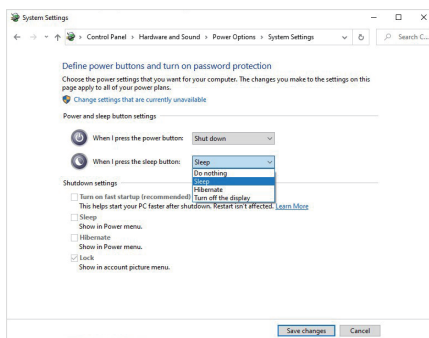 System Settings
Control Panel > Hardware and Sound > Power Options > System Settings
Search C...
Define power buttons and turn on password protection
Choose the power settings that you want for your computer. The changes you make to the settings on this
page apply to all of your power plans.
Change settings that are currently unavailable
Power and sleep button settings
When I press the power button: Shut down
When I press the sleep button: Sleep
Do nothing
Sleep
Hibernate
Turn off the display
Shutdown settings
Turn on fast startup (recommended)
This helps start your PC faster after shutdown. Restart isn't affected. Learn More
Sleep
Show in Power menu.
Hibernate
Show in Power menu.
Lock
Show in account picture menu.
Save changes Cancel